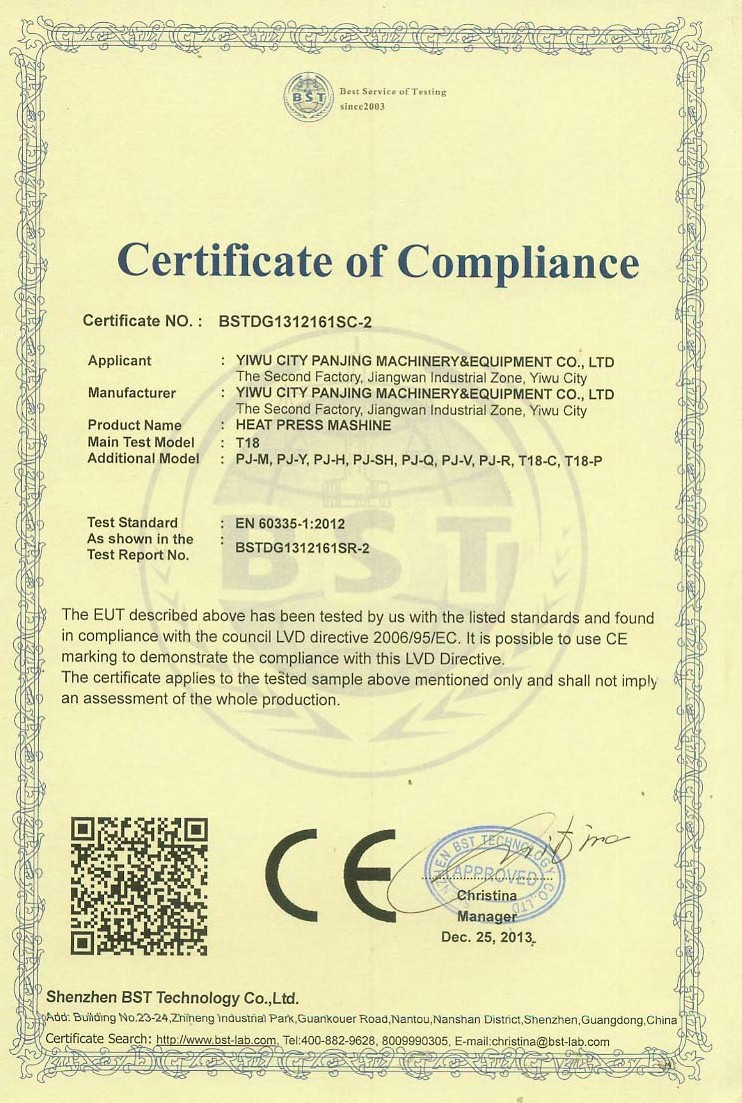 BST
Best Service of Testing
since2003
Certificate of Compliance
Certificate NO. : BSTDG1312161SC-2
Applicant : YIWU CITY PANJING MACHINERY&EQUIPMENT CO., LTD
The Second Factory, Jiangwan Industrial Zone, Yiwu City
Manufacturer : YIWU CITY PANJING MACHINERY&EQUIPMENT CO., LTD
The Second Factory, Jiangwan Industrial Zone, Yiwu City
Product Name : HEAT PRESS MASHINE
Main Test Model : T18
Additional Model : PJ-M, PJ-Y, PJ-H, PJ-SH, PJ-Q, PJ-V, PJ-R, T18-C, T18-P
Test Standard : EN 60335-1:2012
As shown in the :
Test Report No. BSTDG1312161SR-2
BST
The EUT described above has been tested by us with the listed standards and found
in compliance with the council LVD directive 2006/95/EC. It is possible to use CE
marking to demonstrate the compliance with this LVD Directive.
The certificate applies to the tested sample above mentioned only and shall not imply
an assessment of the whole production.
CE
BST TECHNOLOGY CO.,LTD
APPROVED
Christina
Manager
Dec. 25, 2013
Shenzhen BST Technology Co.,Ltd.
Add: Building No.23-24,Zhiheng Industrial Park,Guankouer Road,Nantou,Nanshan District,Shenzhen,Guangdong,China
Certificate Search: http://www.bst-lab.com, Tel:400-882-9628, 8009990305, E-mail:christina@bst-lab.com